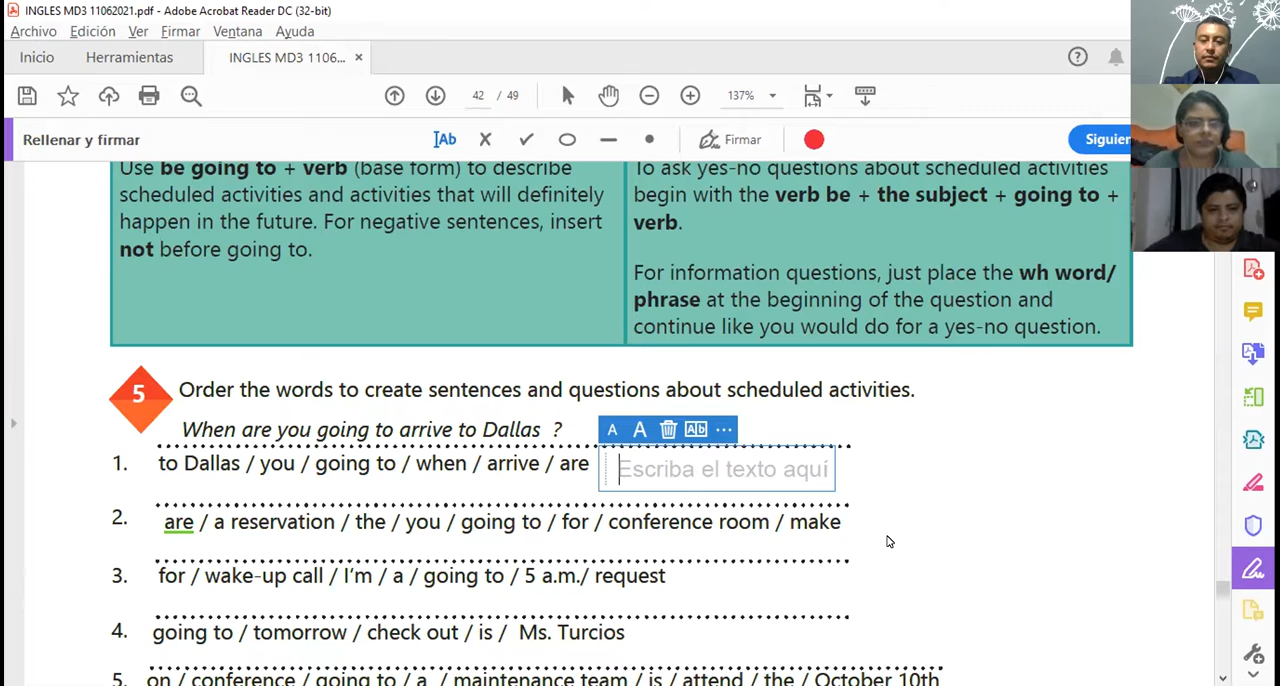 INGLES MD3 11062021.pdf - Adobe Acrobat Reader DC (32-bit)
Archivo Edición Ver Firmar Ventana Ayuda
Inicio Herramientas INGLES MD3 1106... ×
42 / 49 137%
Rellenar y firmar Ab Firmar Siguien
Use be going to + verb (base form) to describe
scheduled activities and activities that will definitely
happen in the future. For negative sentences, insert
not before going to.
To ask yes-no questions about scheduled activities
begin with the verb be + the subject + going to +
verb.
For information questions, just place the wh word/
phrase at the beginning of the question and
continue like you would do for a yes-no question.
5 Order the words to create sentences and questions about scheduled activities.
When are you going to arrive to Dallas ?
A A Ab ...
1. to Dallas / you / going to / when / arrive / are
Escriba el texto aquí
2. are / a reservation / the / you / going to / for / conference room / make
3. for / wake-up call / I'm / a / going to / 5 a.m./ request
4. going to / tomorrow / check out / is / Ms. Turcios
5. on / conference / going to / a / maintenance team / is / attend / the / October 10th